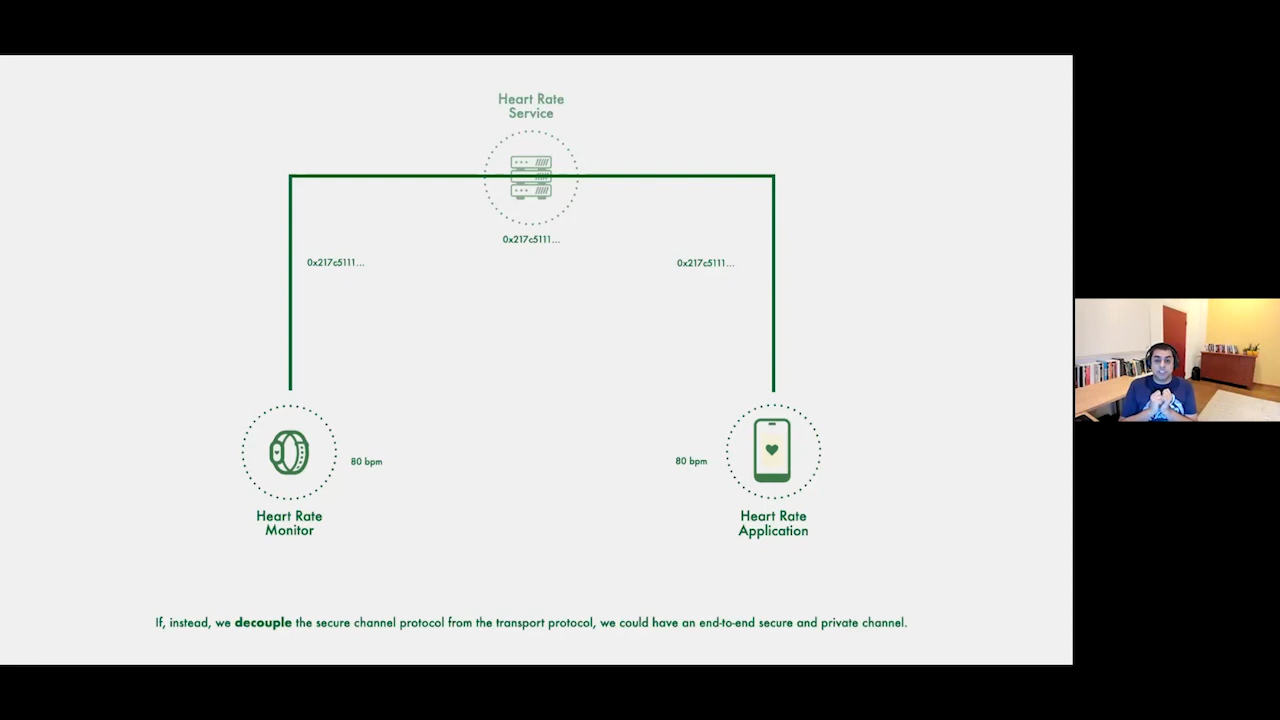 Heart Rate
Service
0x217c5111...
0x217c5111...
0x217c5111...
80 bpm
80 bpm
Heart Rate
Monitor
Heart Rate
Application
If, instead, we decouple the secure channel protocol from the transport protocol, we could have an end-to-end secure and private channel.